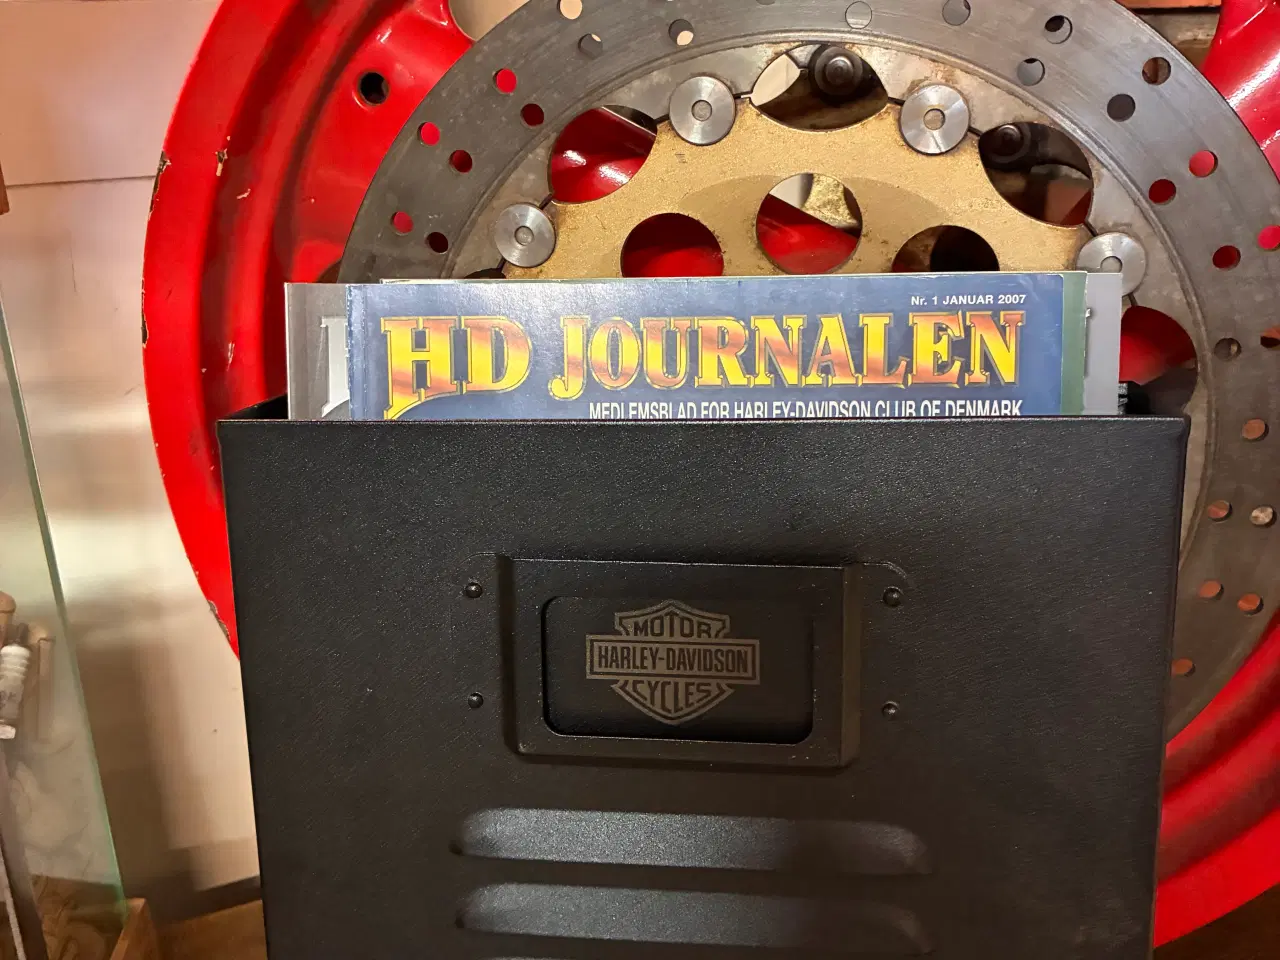 Nr. 1 JANUAR 2007
HD JOURNALEN
MEDLEMSBLAD FOR HARLEY-DAVIDSON CLUB OF DENMARK
MOTOR
HARLEY-DAVIDSON
CYCLES